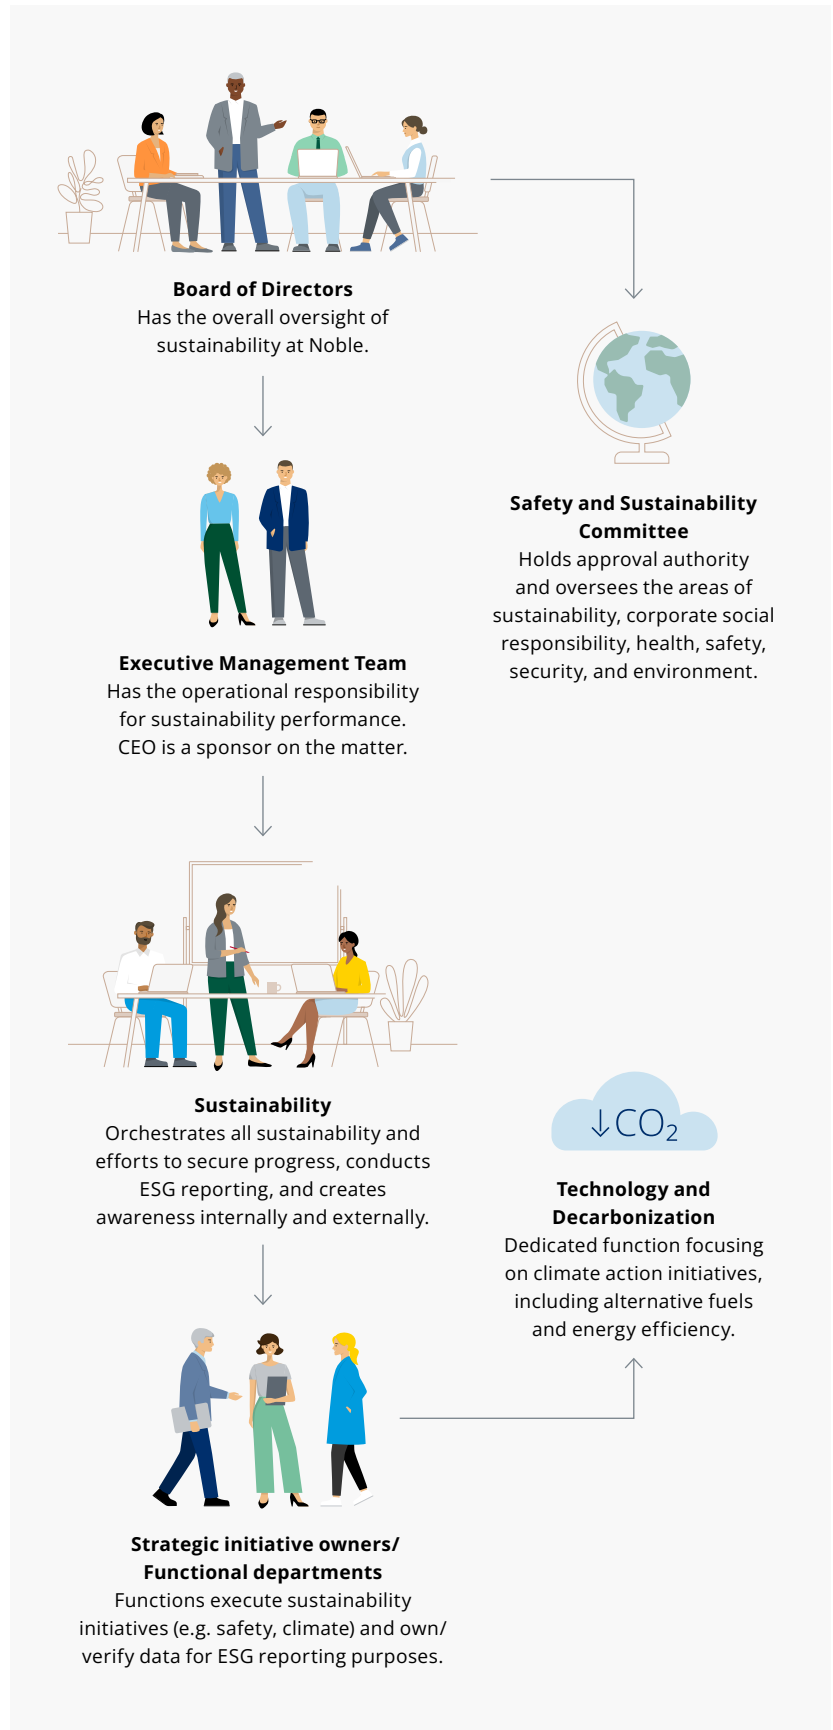 Board of Directors
Has the overall oversight of
sustainability at Noble.
Safety and Sustainability
Committee
Holds approval authority
and oversees the areas of
sustainability, corporate social
responsibility, health, safety,
security, and environment.
Executive Management Team
Has the operational responsibility
for sustainability performance.
CEO is a sponsor on the matter.
Sustainability
Orchestrates all sustainability and
efforts to secure progress, conducts
ESG reporting, and creates
awareness internally and externally.
↓CO₂
Technology and
Decarbonization
Dedicated function focusing
on climate action initiatives,
including alternative fuels
and energy efficiency.
Strategic initiative owners/
Functional departments
Functions execute sustainability
initiatives (e.g. safety, climate) and own/
verify data for ESG reporting purposes.